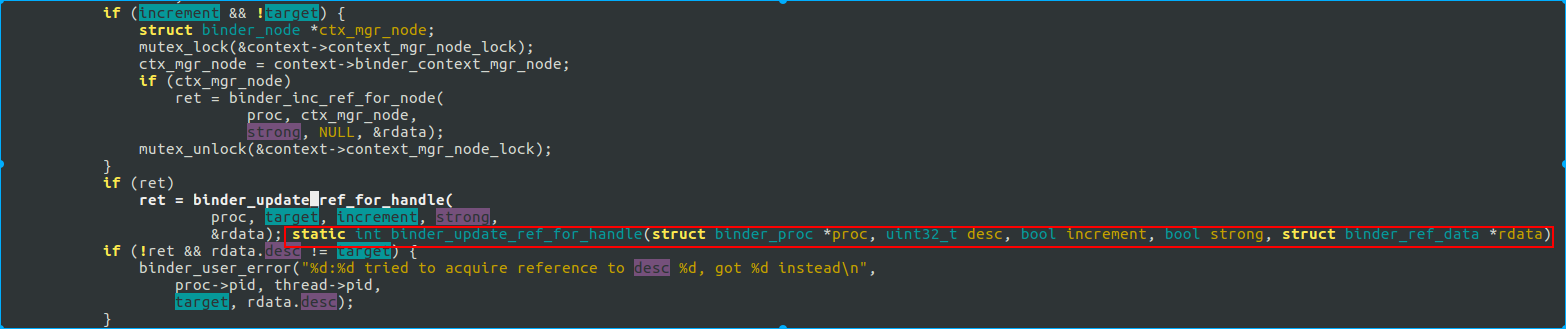 if (increment && !target) {
struct binder_node *ctx_mgr_node;
mutex_lock(&context->context_mgr_node_lock);
ctx_mgr_node = context->binder_context_mgr_node;
if (ctx_mgr_node)
ret = binder_inc_ref_for_node(
proc, ctx_mgr_node,
strong, NULL, &rdata);
mutex_unlock(&context->context_mgr_node_lock);
}
if (ret)
ret = binder_update_ref_for_handle(
proc, target, increment, strong,
&rdata); static int binder_update_ref_for_handle(struct binder_proc *proc, uint32_t desc, bool increment, bool strong, struct binder_ref_data *rdata)
if (!ret && rdata.desc != target) {
binder_user_error("%d:%d tried to acquire reference to desc %d, got %d instead\n",
proc->pid, thread->pid,
target, rdata.desc);
}